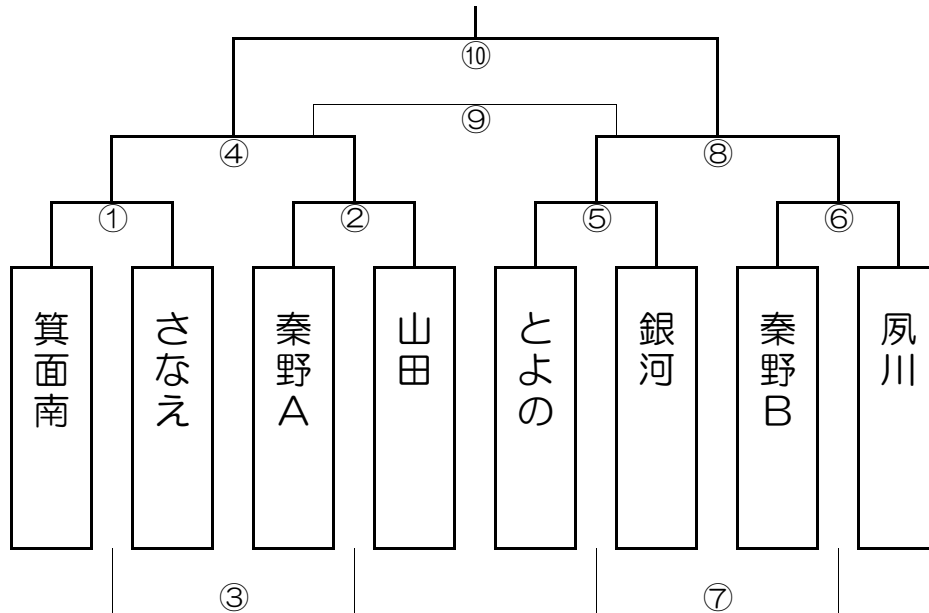 ⑩
⑨
④ ⑧
① ② ⑤ ⑥
箕面南
さなえ
秦野A
山田
とよの
銀河
秦野B
夙川
③ ⑦